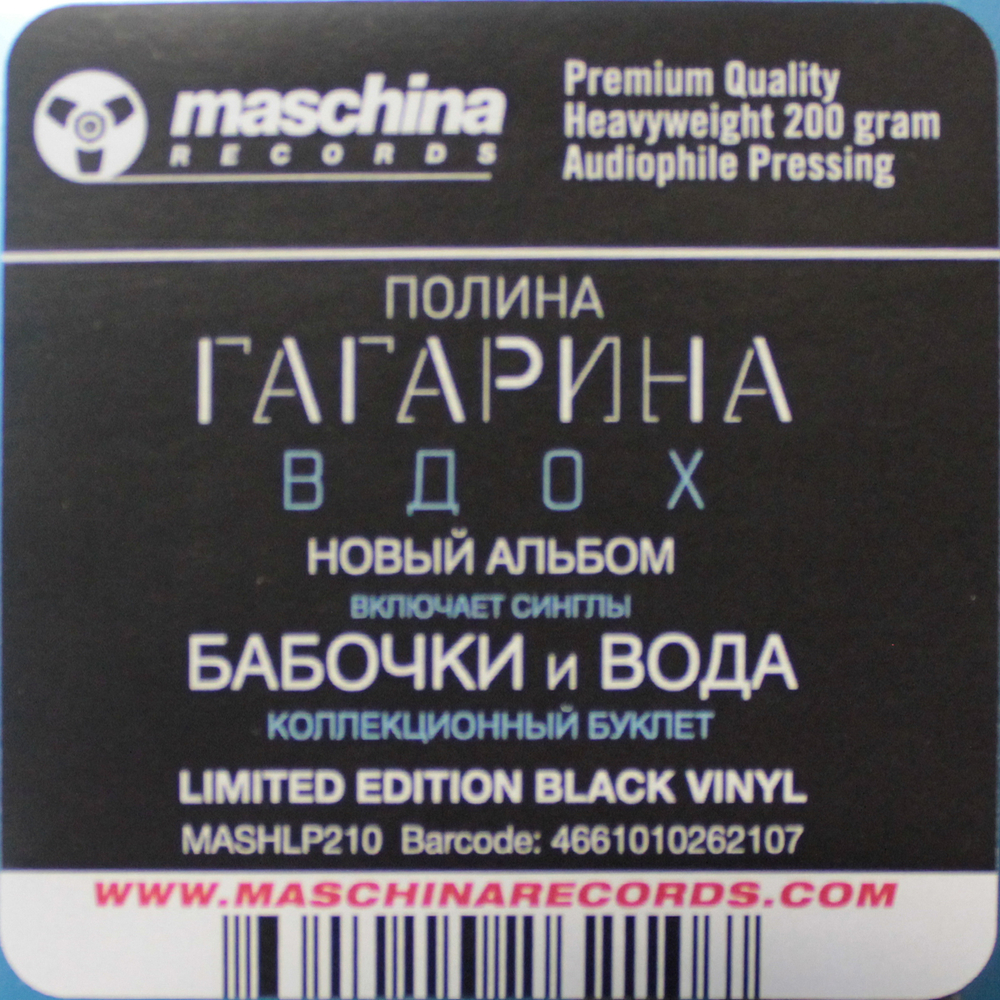 maschina
RECORDS
Premium Quality
Heavyweight 200 gram
Audiophile Pressing
ПОЛИНА
ГАГАРИНА
ВДОХ
НОВЫЙ АЛЬБОМ
ВКЛЮЧАЕТ СИНГЛЫ
БАБОЧКИ и ВОДА
КОЛЛЕКЦИОННЫЙ БУКЛЕТ
LIMITED EDITION BLACK VINYL
MASHLP210 Barcode: 4661010262107
WWW.MASCHINARECORDS.COM